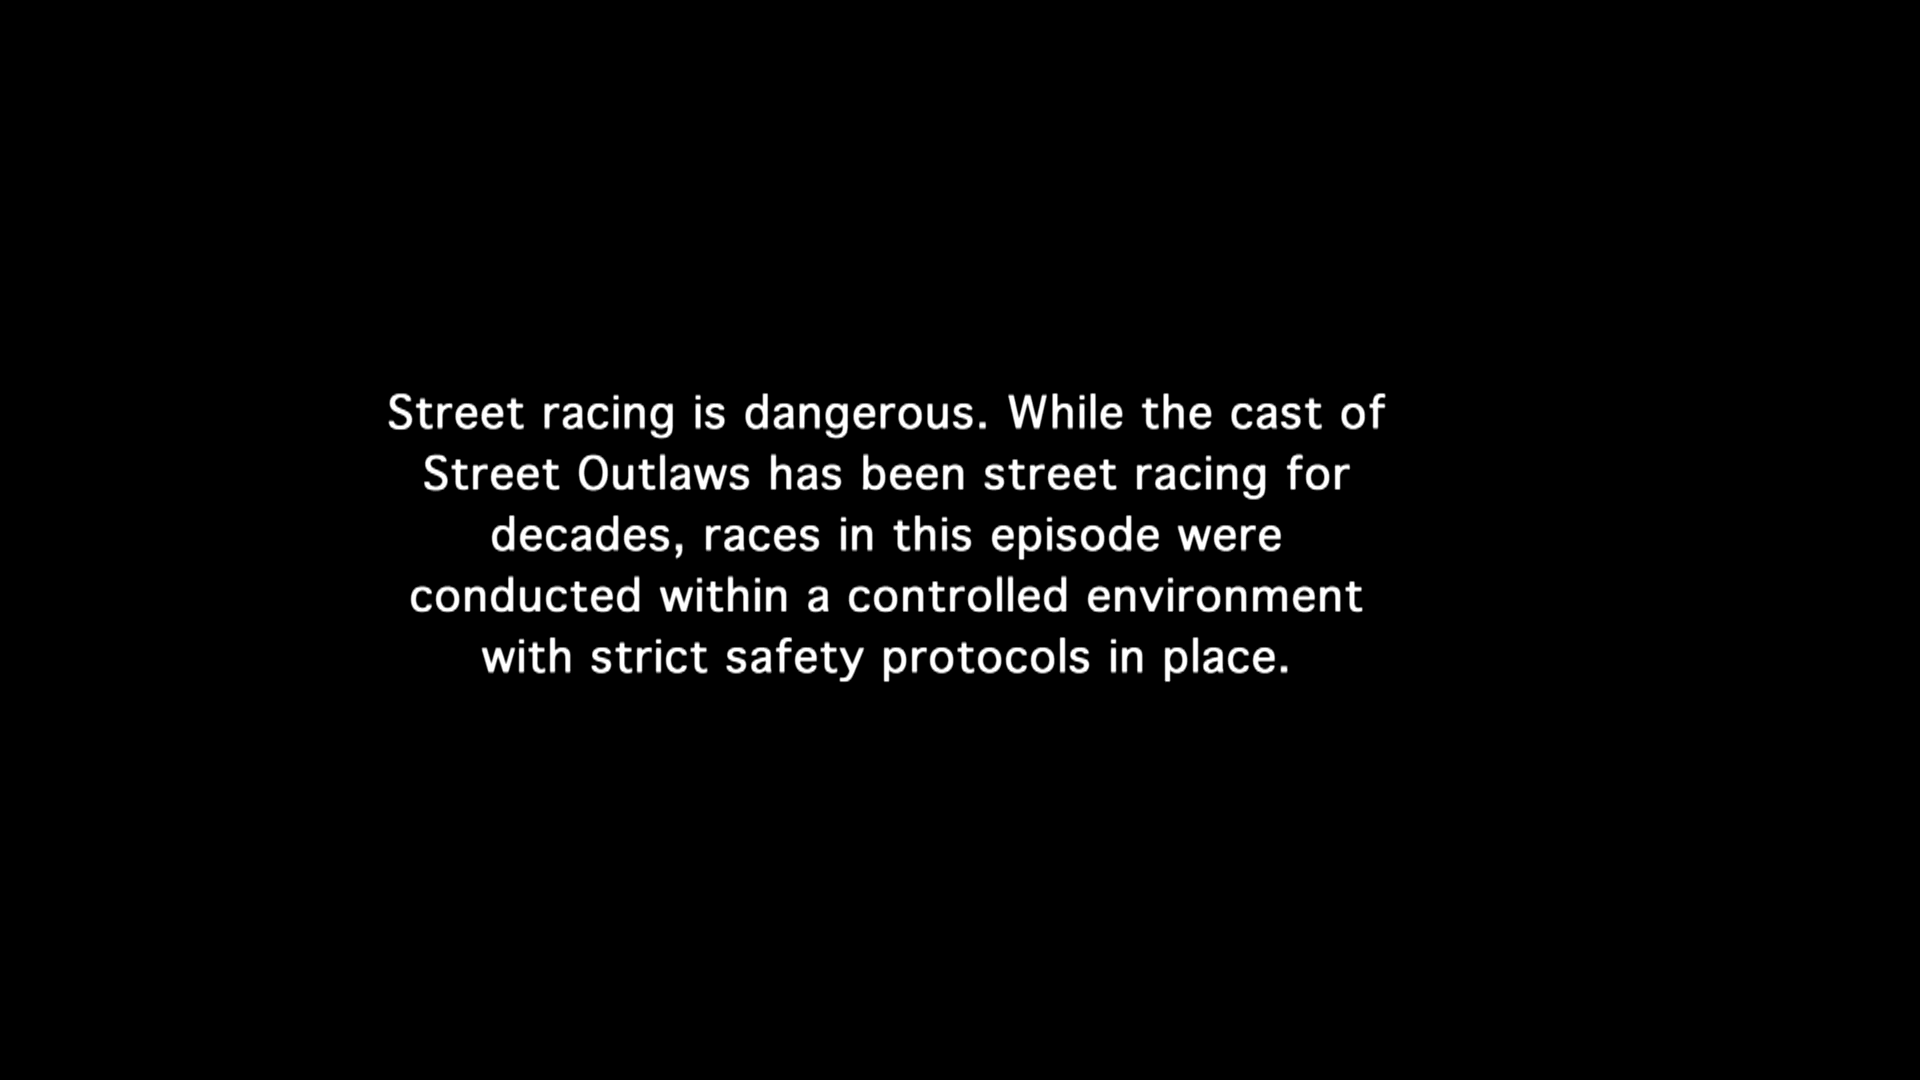 Street racing is dangerous. While the cast of
Street Outlaws has been street racing for
decades, races in this episode were
conducted within a controlled environment
with strict safety protocols in place.